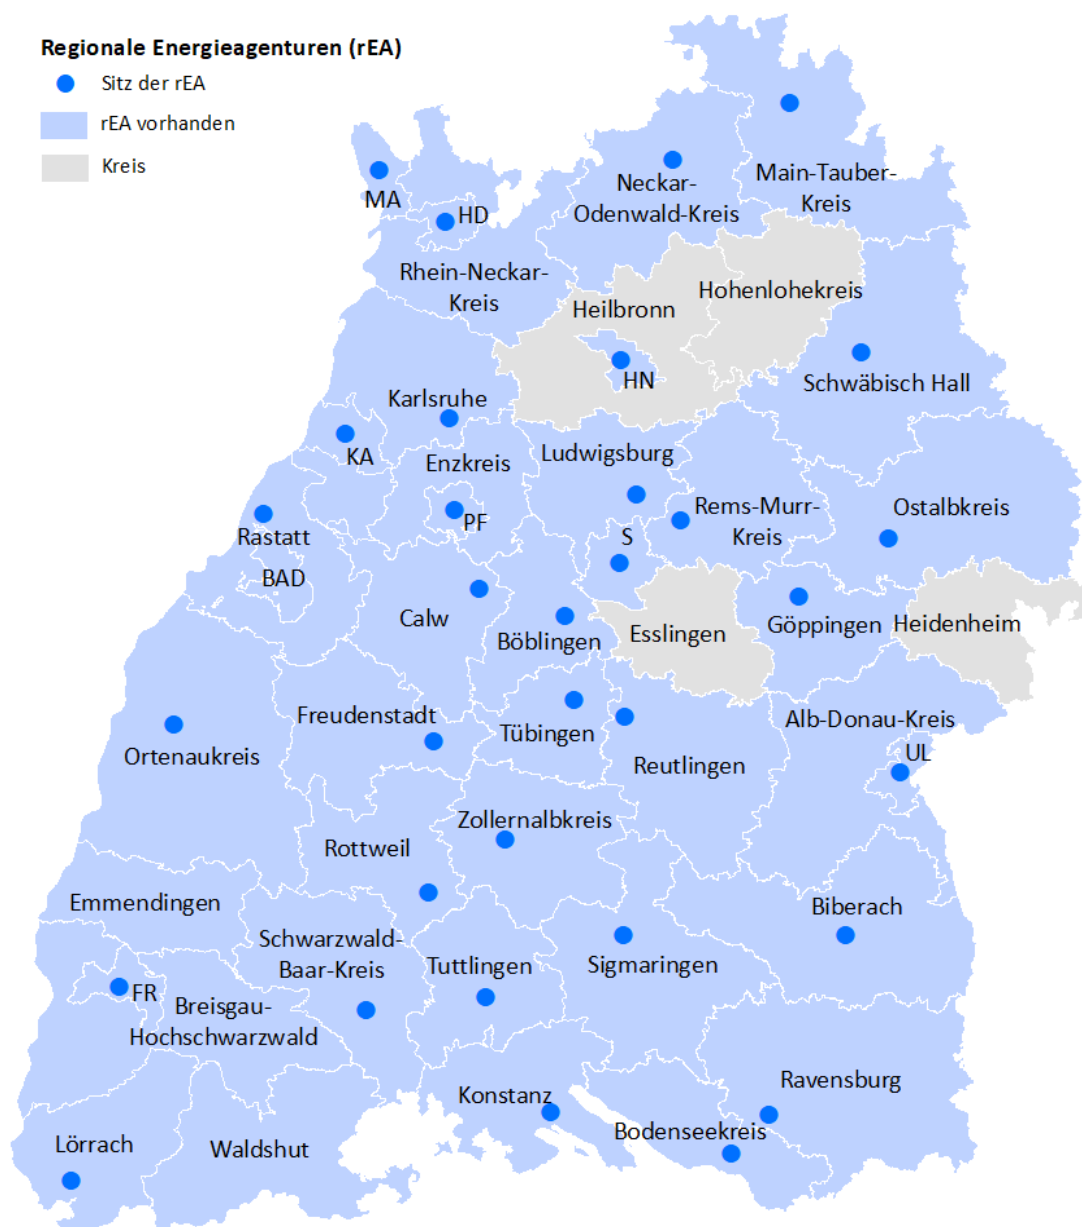 Regionale Energieagenturen (rEA)
Sitz der rEA
rEA vorhanden
Kreis
MA
HD
Neckar-
Odenwald-Kreis
Main-Tauber-
Kreis
Rhein-Neckar-
Kreis
Heilbronn
Hohenlohekreis
HN
Schwäbisch Hall
Karlsruhe
KA
Enzkreis
Ludwigsburg
PF
Rems-Murr-
Kreis
Ostalbkreis
Rastatt
S
BAD
Calw
Böblingen
Esslingen
Göppingen
Heidenheim
Freudenstadt
Tübingen
Alb-Donau-Kreis
Ortenaukreis
Reutlingen
UL
Zollernalbkreis
Rottweil
Emmendingen
Biberach
Schwarzwald-
Baar-Kreis
Tuttlingen
Sigmaringen
FR
Breisgau-
Hochschwarzwald
Konstanz
Ravensburg
Bodenseekreis
Lörrach
Waldshut